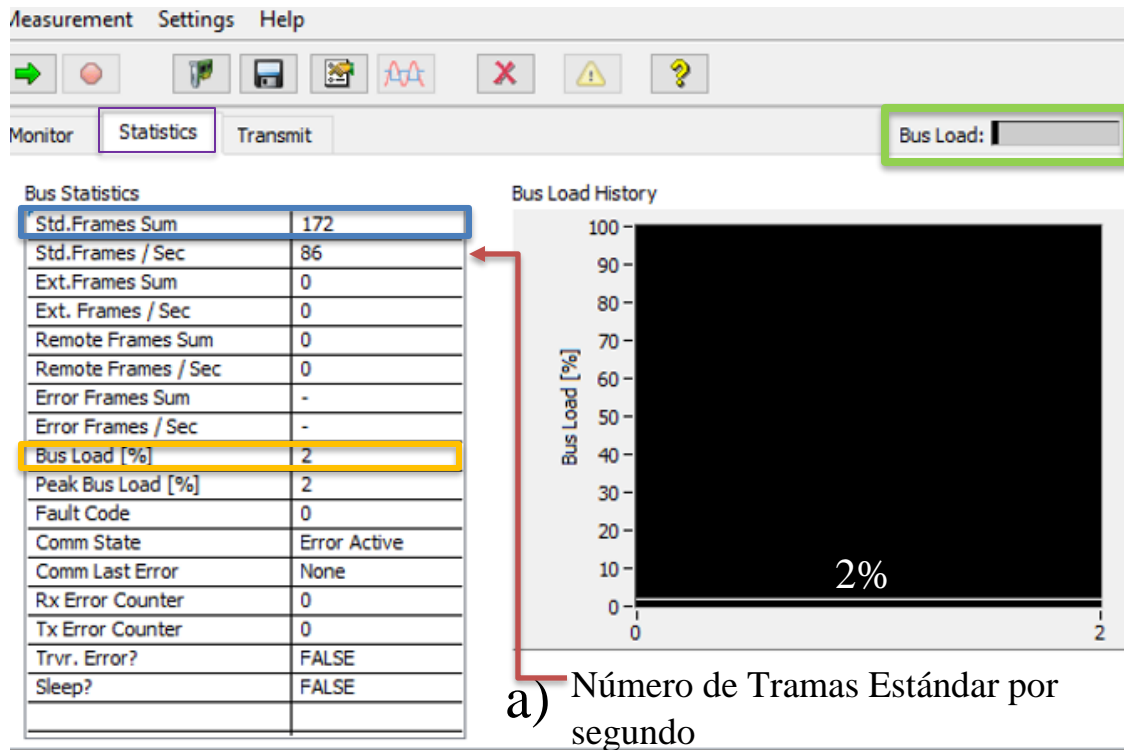 Measurement Settings Help
Monitor Statistics Transmit Bus Load:
Bus Statistics
Std.Frames Sum 172
Std.Frames / Sec 86
Ext.Frames Sum 0
Ext. Frames / Sec 0
Remote Frames Sum 0
Remote Frames / Sec 0
Error Frames Sum -
Error Frames / Sec -
Bus Load [%] 2
Peak Bus Load [%] 2
Fault Code 0
Comm State Error Active
Comm Last Error None
Rx Error Counter 0
Tx Error Counter 0
Trvr. Error? FALSE
Sleep? FALSE
Bus Load History
Bus Load [%]
100
90
80
70
60
50
40
30
20
10
0
0 2
2%
a) Número de Tramas Estándar por
segundo